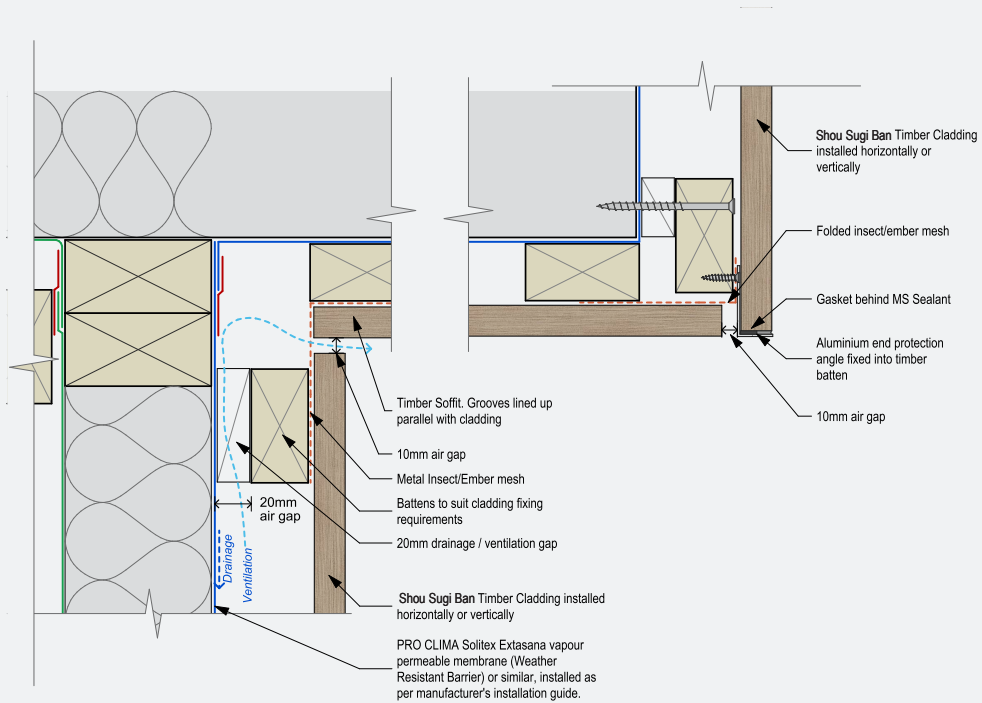 Shou Sugi Ban Timber Cladding
installed horizontally or
vertically
Folded insect/ember mesh
Gasket behind MS Sealant
Aluminium end protection
angle fixed into timber
batten
10mm air gap
Timber Soffit. Grooves lined up
parallel with cladding
10mm air gap
Metal Insect/Ember mesh
Battens to suit cladding fixing
requirements
20mm drainage / ventilation gap
20mm
air gap
Drainage
Ventilation
Shou Sugi Ban Timber Cladding installed
horizontally or vertically
PRO CLIMA Solitex Extasana vapour
permeable membrane (Weather
Resistant Barrier) or similar, installed as
per manufacturer's installation guide.